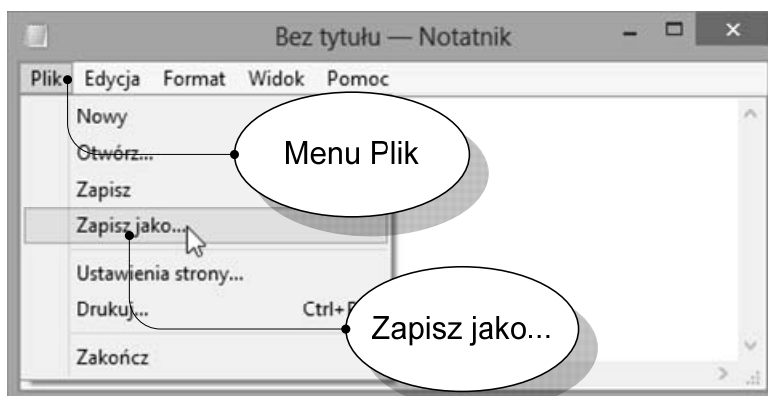 Bez tytułu — Notatnik
Plik Edycja Format Widok Pomoc
Nowy
Otwórz...
Menu Plik
Zapisz
Zapisz jako...
Ustawienia strony...
Drukuj...
Zapisz jako...
Zakończ